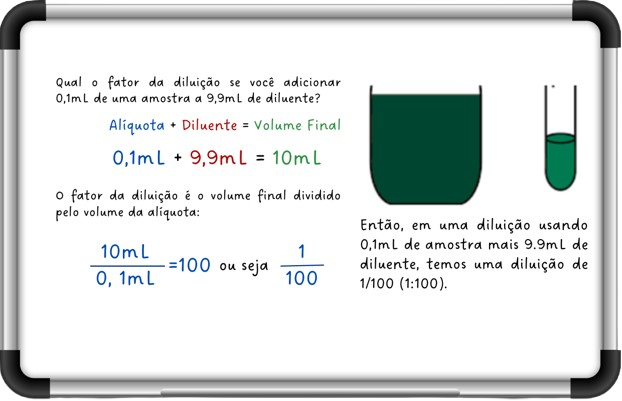 Qual o fator da diluição se você adicionar
0,1mL de uma amostra a 9,9mL de diluente?
Alíquota + Diluente = Volume Final
0,1mL + 9,9mL = 10mL
O fator da diluição é o volume final dividido
pelo volume da alíquota:
10mL
0, 1mL
=100 ou seja
1
100
Então, em uma diluição usando
0,1mL de amostra mais 9.9mL de
diluente, temos uma diluição de
1/100 (1:100).